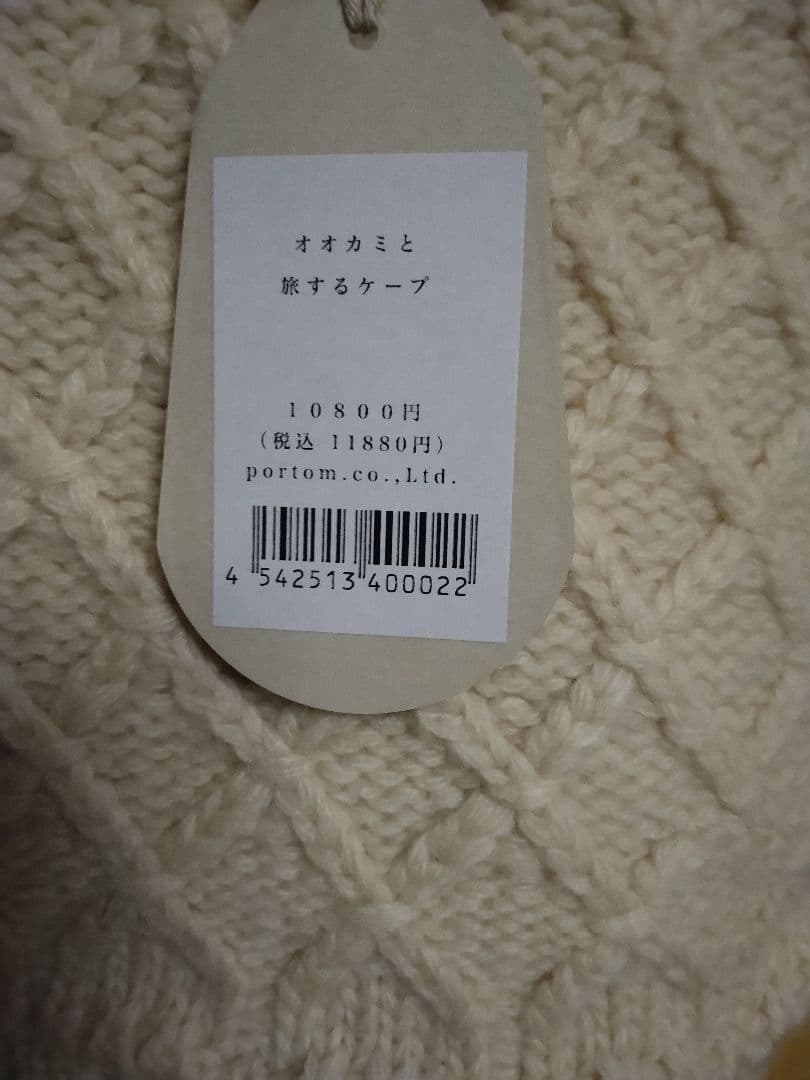 オオカミと
旅するケープ
10800円
(税込 11880円)
portom.co.,Ltd.
4 542513 400022